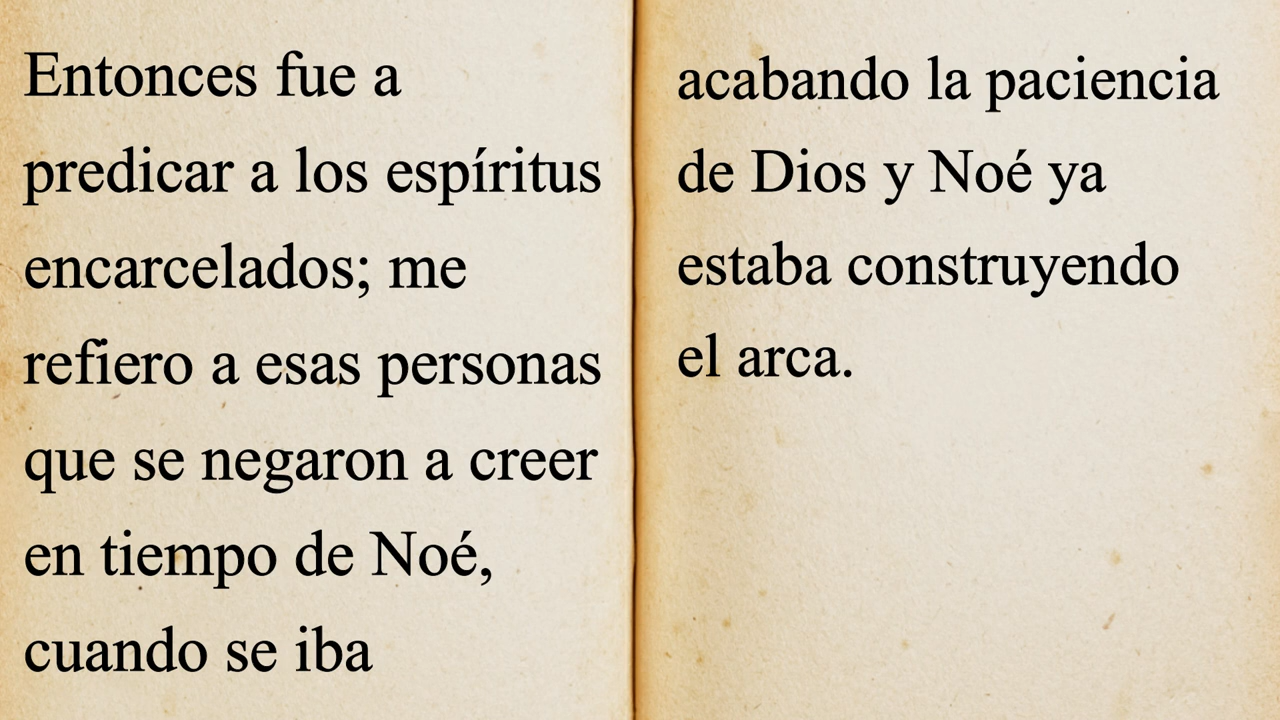 Entonces fue a
predicar a los espíritus
encarcelados; me
refiero a esas personas
que se negaron a creer
en tiempo de Noé,
cuando se iba
acabando la paciencia
de Dios y Noé ya
estaba construyendo
el arca.